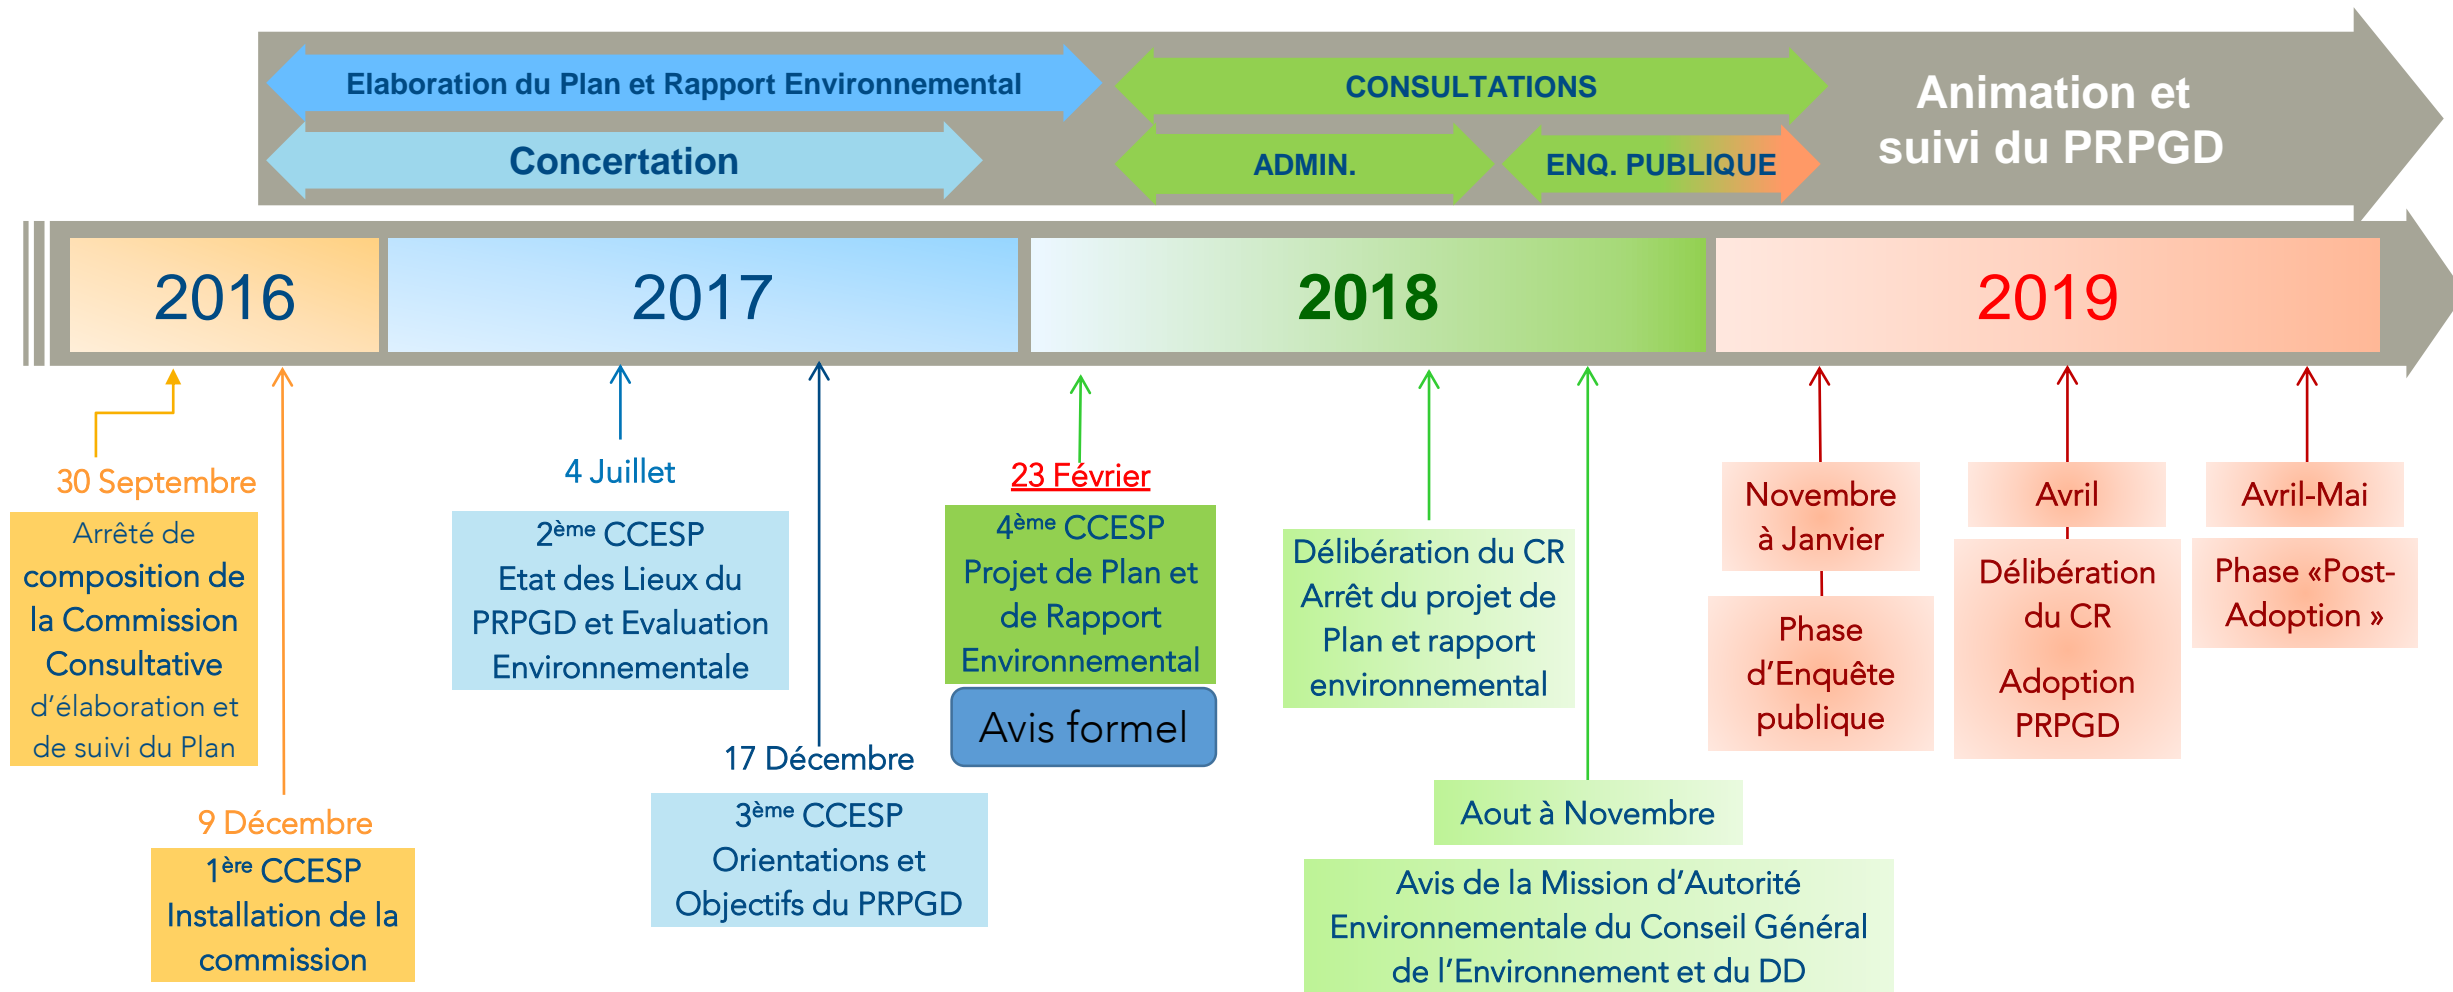 Elaboration du Plan et Rapport Environnemental
CONSULTATIONS
Animation et
suivi du PRPGD
Concertation
ADMIN.
ENQ. PUBLIQUE
2016
2017
2018
2019
30 Septembre
Arrêté de
composition de
la Commission
Consultative
d’élaboration et
de suivi du Plan
9 Décembre
1ère CCESP
Installation de la
commission
4 Juillet
2ème CCESP
Etat des Lieux du
PRPGD et Evaluation
Environnementale
17 Décembre
3ème CCESP
Orientations et
Objectifs du PRPGD
23 Février
4ème CCESP
Projet de Plan et
de Rapport
Environnemental
Avis formel
Délibération du CR
Arrêt du projet de
Plan et rapport
environnemental
Aout à Novembre
Avis de la Mission d’Autorité
Environnementale du Conseil Général
de l’Environnement et du DD
Novembre
à Janvier
Phase
d’Enquête
publique
Avril
Délibération
du CR
Adoption
PRPGD
Avril-Mai
Phase «Post-
Adoption »